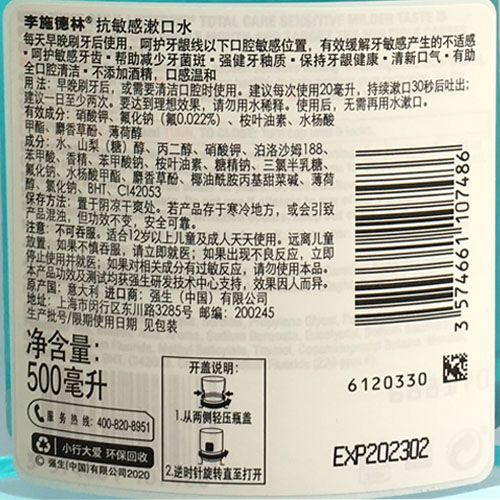 李施德林® 抗敏感漱口水
每天早晚刷牙后使用，呵护牙龈线以下口腔敏感位置，有效缓解牙敏感产生的不适感
·呵护敏感牙齿·帮助减少牙菌斑·强健牙釉质·保持牙龈健康·清新口气·有助
全口腔清洁·不添加酒精，口感温和
用法：早晚刷牙后，或需要清洁口腔时使用。建议每次使用20毫升，持续漱口30秒后吐出；
建议一日至少两次。要达到理想效果，请勿用水稀释。使用后，无需再用水漱口。
有效成分：硝酸钾、氟化钠（氟0.022%）、桉叶油素、水杨酸
甲酯、麝香草酚、薄荷醇
成分：水、山梨（糖）醇、丙二醇、硝酸钾、泊洛沙姆188、
苯甲酸、香精、苯甲酸钠、桉叶油素、糖精钠、三氯半乳糖、
氟化钠、水杨酸甲酯、麝香草酚、椰油酰胺丙基甜菜碱、薄荷
醇、氯化钠、BHT、CI42053
保存方法：置于阴凉干爽处。若产品存于寒冷地方，或会引致
产品混浊，但功效不变，安全可靠。
注意：不可吞服。适合12岁以上儿童及成人天天使用。远离儿童
放置，如果不慎吞服，请立即就医；如果出现不良反应，立即
停止使用并就医；如果对相关成分有过敏反应，请勿使用本品。
本产品功效及测试均获强生研发技术中心支持，效果因人而异。
原产国：意大利 进口商：强生（中国）有限公司
地址：上海市闵行区东川路3285号 邮编：200245
生产批号/限期使用日期 见包装
净含量：
500毫升
服务热线：400-820-8951
小行大爱 环保回收
© 强生(中国)有限公司2020
开盖说明：
1.从两侧轻压瓶盖
2.逆时针旋转直至打开
3 574661 107486
6120330
EXP202302